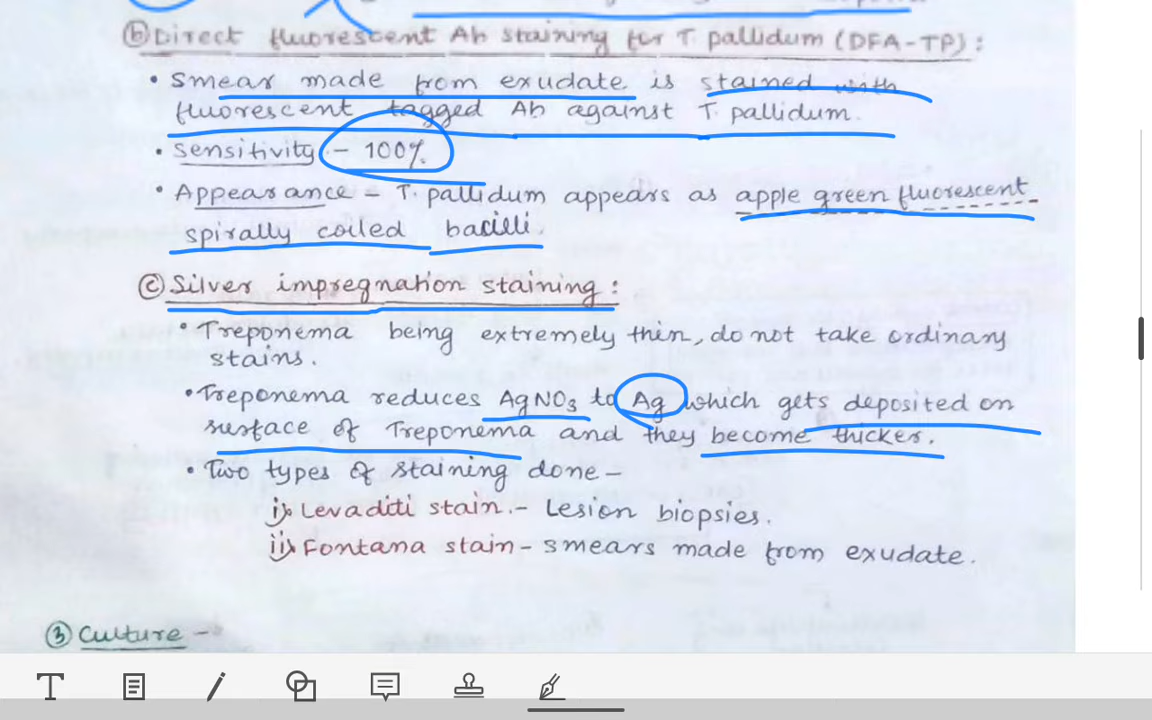 ⓑ Direct fluorescent Ab staining for T. pallidum (DFA-TP) :
• Smear made from exudate is stained with
fluorescent tagged Ab against T. pallidum.
• Sensitivity - 100%
• Appearance - T. pallidum appears as apple green fluorescent
spirally coiled bacilli.
ⓒ Silver impregnation staining :
• Treponema being extremely thin, do not take ordinary
stains.
• Treponema reduces AgNO₃ to Ag which gets deposited on
surface of Treponema and they become thicker.
• Two types of staining done -
i) Levaditi stain - Lesion biopsies.
ii) Fontana stain - smears made from exudate.
③ Culture -
T